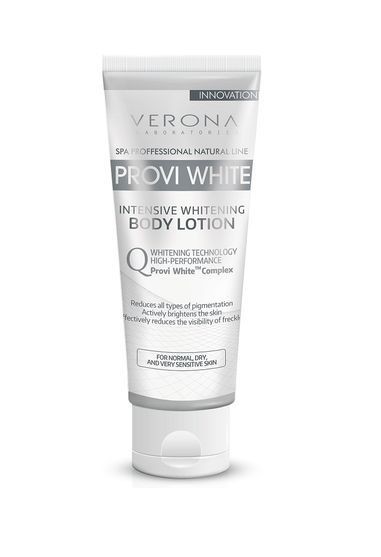 INNOVATION
VERONA
LABORATORIES
SPA PROFFESSIONAL NATURAL LINE
PROVI WHITE
INTENSIVE WHITENING
BODY LOTION
Q WHITENING TECHNOLOGY
HIGH-PERFORMANCE
Provi White™ Complex
Reduces all types of pigmentation
Actively brightens the skin
ffectively reduces the visibility of freckl
FOR NORMAL, DRY,
AND VERY SENSITIVE SKIN